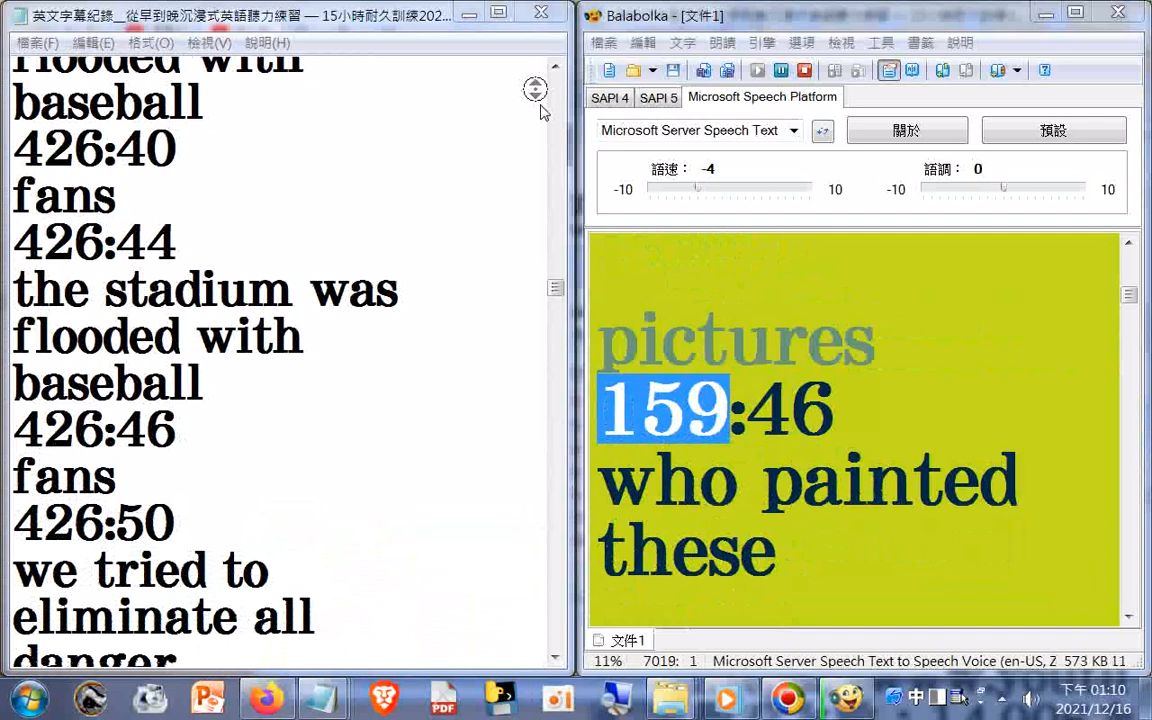 英文字幕紀錄__從早到晚沉浸式英語聽力練習 — 15小時耐久訓練202...
檔案(F) 編輯(E) 格式(O) 檢視(V) 說明(H)
flooded with
baseball
426:40
fans
426:44
the stadium was
flooded with
baseball
426:46
fans
426:50
we tried to
eliminate all
danger
Balabolka - [文件1]
檔案 編輯 文字 朗讀 引擎 選項 檢視 工具 書籤 說明
SAPI 4 SAPI 5 Microsoft Speech Platform
Microsoft Server Speech Text 關於 預設
語速： -4 語調： 0
-10 10 -10 10
pictures
159:46
who painted
these
文件1
11% 7019: 1 Microsoft Server Speech Text to Speech Voice (en-US, Z 573 KB 11
PDF 中 下午 01:10
2021/12/16